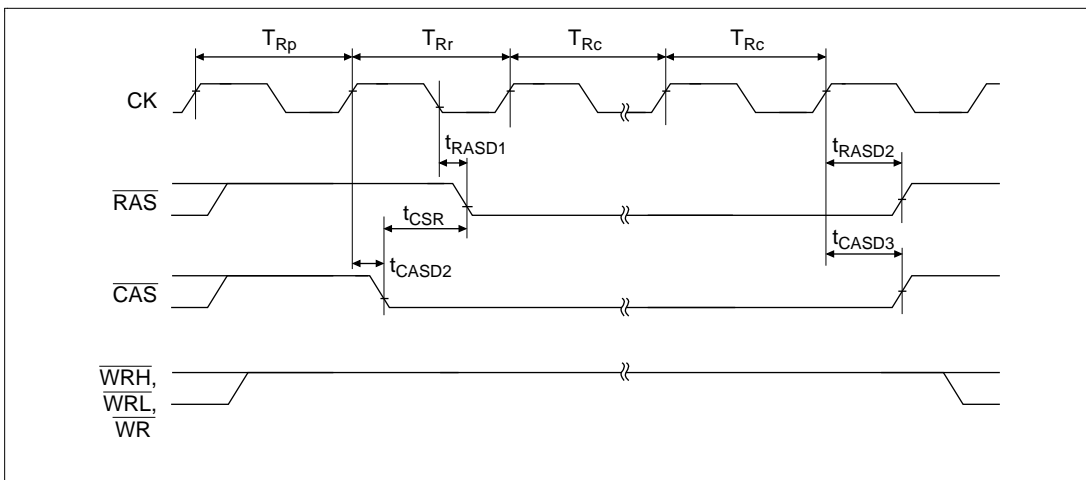 TRp TRr TRc TRc
CK
tRASD1 tRASD2
RAS
tCSR
tCASD2 tCASD3
CAS
WRH,
WRL,
WR